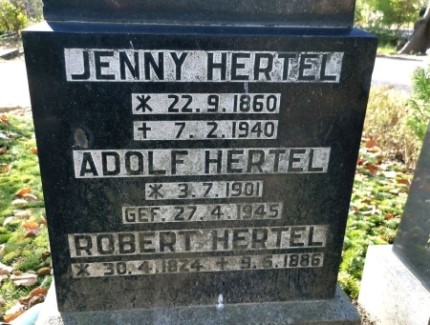 JENNY HERTEL
* 22.9.1860
+ 7.2.1940
ADOLF HERTEL
* 3.7.1901
GEF. 27.4.1945
ROBERT HERTEL
* 30.4.1824 + 9.6.1886